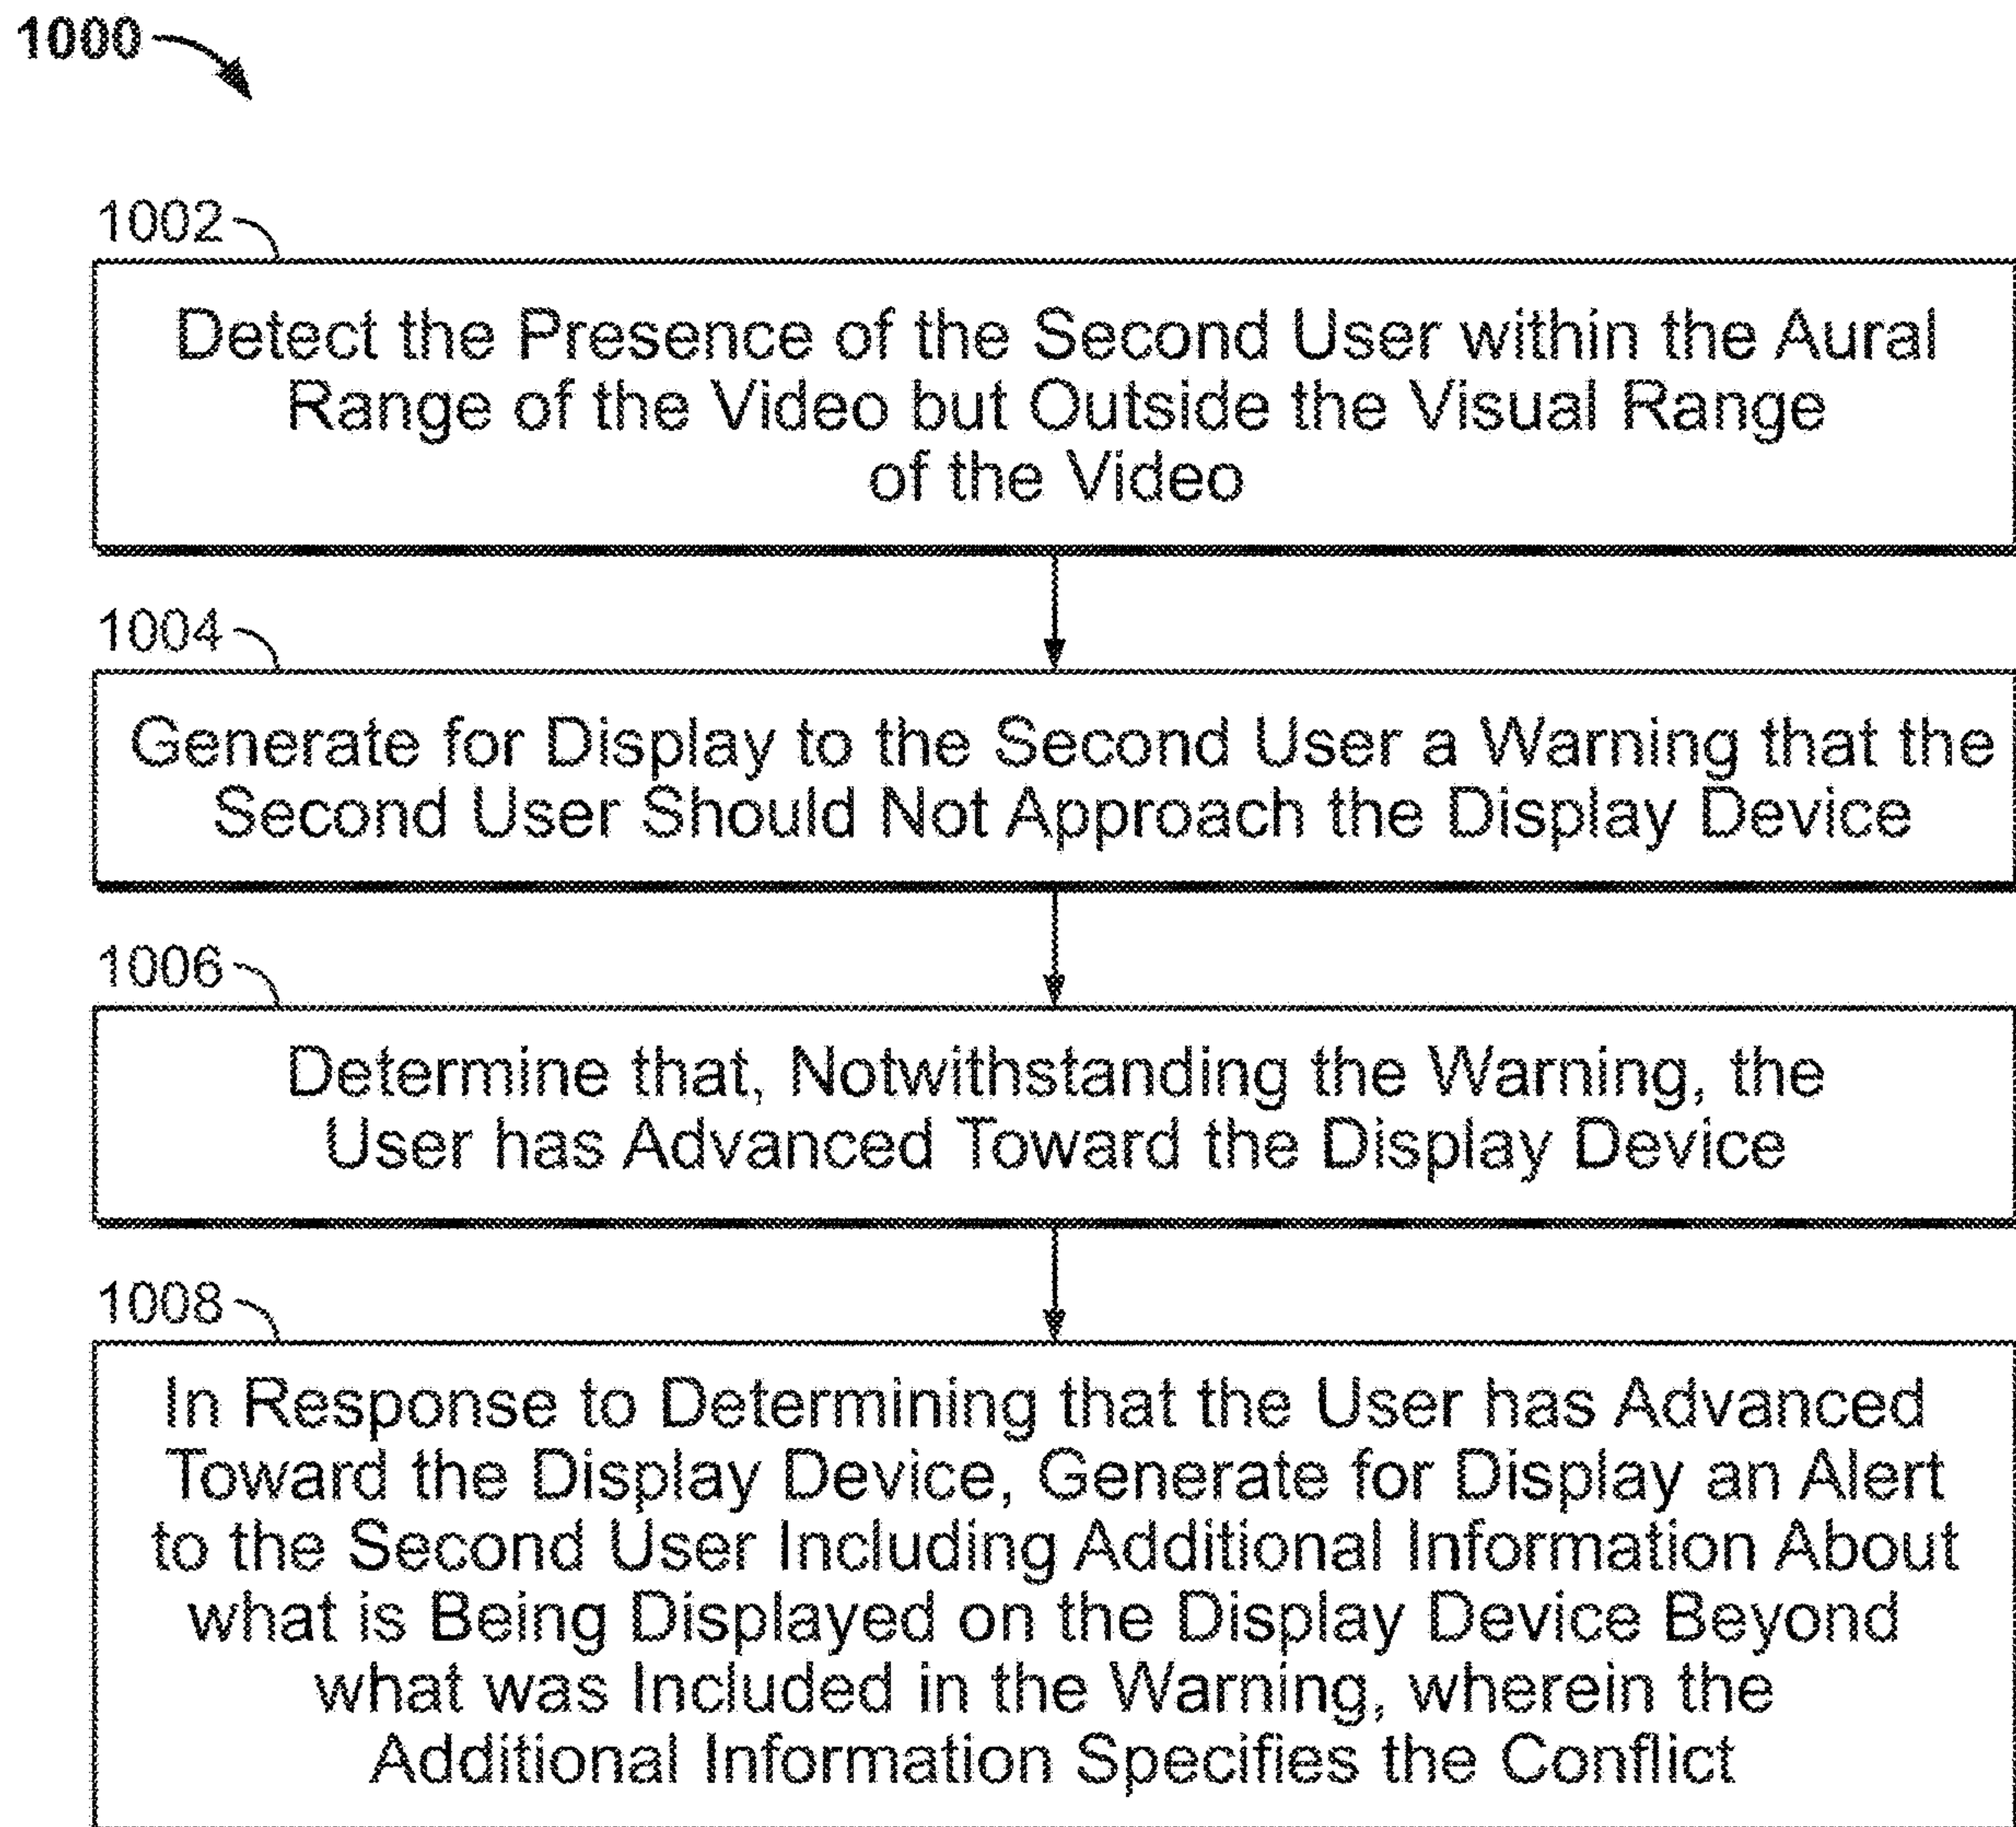 1000
1002
Detect the Presence of the Second User within the Aural
Range of the Video but Outside the Visual Range
of the Video
1004
Generate for Display to the Second User a Warning that the
Second User Should Not Approach the Display Device
1006
Determine that, Notwithstanding the Warning, the
User has Advanced Toward the Display Device
1008
In Response to Determining that the User has Advanced
Toward the Display Device, Generate for Display an Alert
to the Second User Including Additional Information About
what is Being Displayed on the Display Device Beyond
what was Included in the Warning, wherein the
Additional Information Specifies the Conflict